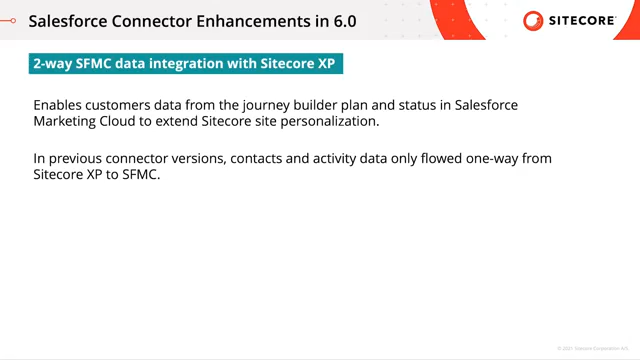 Salesforce Connector Enhancements in 6.0
SITECORE
2-way SFMC data integration with Sitecore XP
Enables customers data from the journey builder plan and status in Salesforce
Marketing Cloud to extend Sitecore site personalization.
In previous connector versions, contacts and activity data only flowed one-way from
Sitecore XP to SFMC.
© 2021 Sitecore Corporation A/S.